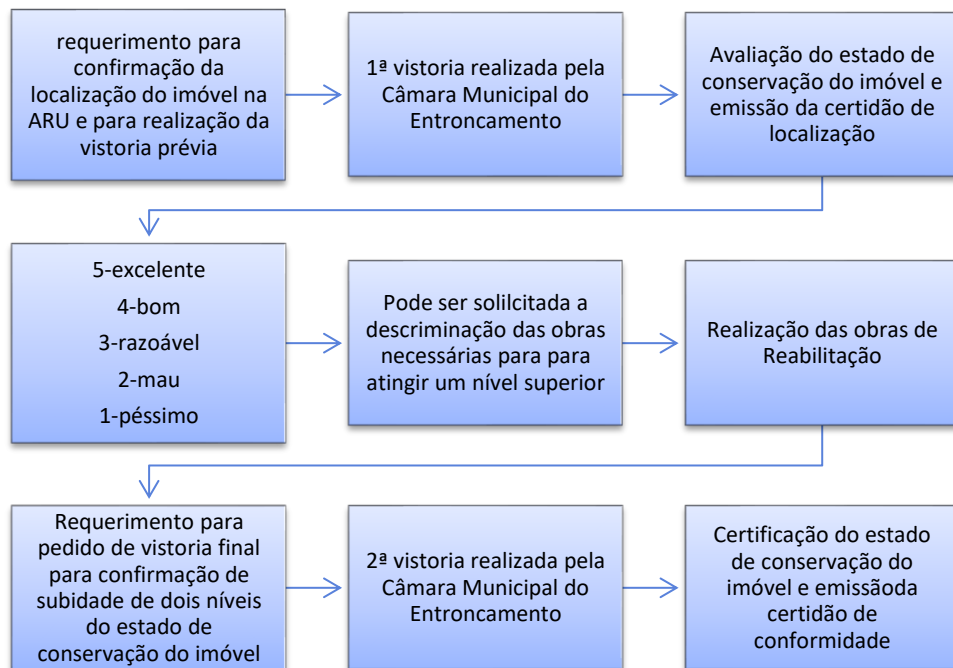 requerimento para
confirmação da
localização do imóvel na
ARU e para realização da
vistoria prévia
1ª vistoria realizada pela
Câmara Municipal do
Entroncamento
Avaliação do estado de
conservação do imóvel e
emissão da certidão de
localização
5-excelente
4-bom
3-razoável
2-mau
1-péssimo
Pode ser solilcitada a
descriminação das obras
necessárias para para
atingir um nível superior
Realização das obras de
Reabilitação
Requerimento para
pedido de vistoria final
para confirmação de
subidade de dois níveis
do estado de
conservação do imóvel
2ª vistoria realizada pela
Câmara Municipal do
Entroncamento
Certificação do estado
de conservação do
imóvel e emissãoda
certidão de
conformidade